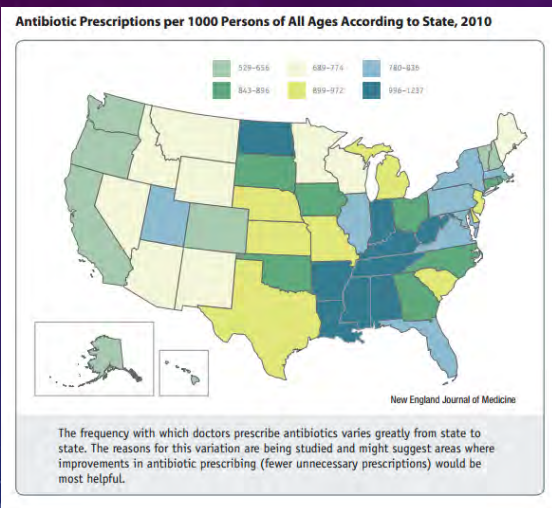 Antibiotic Prescriptions per 1000 Persons of All Ages According to State, 2010
529–656 689–774 780–836
843–896 899–972 996–1237
New England Journal of Medicine
The frequency with which doctors prescribe antibiotics varies greatly from state to
state. The reasons for this variation are being studied and might suggest areas where
improvements in antibiotic prescribing (fewer unnecessary prescriptions) would be
most helpful.